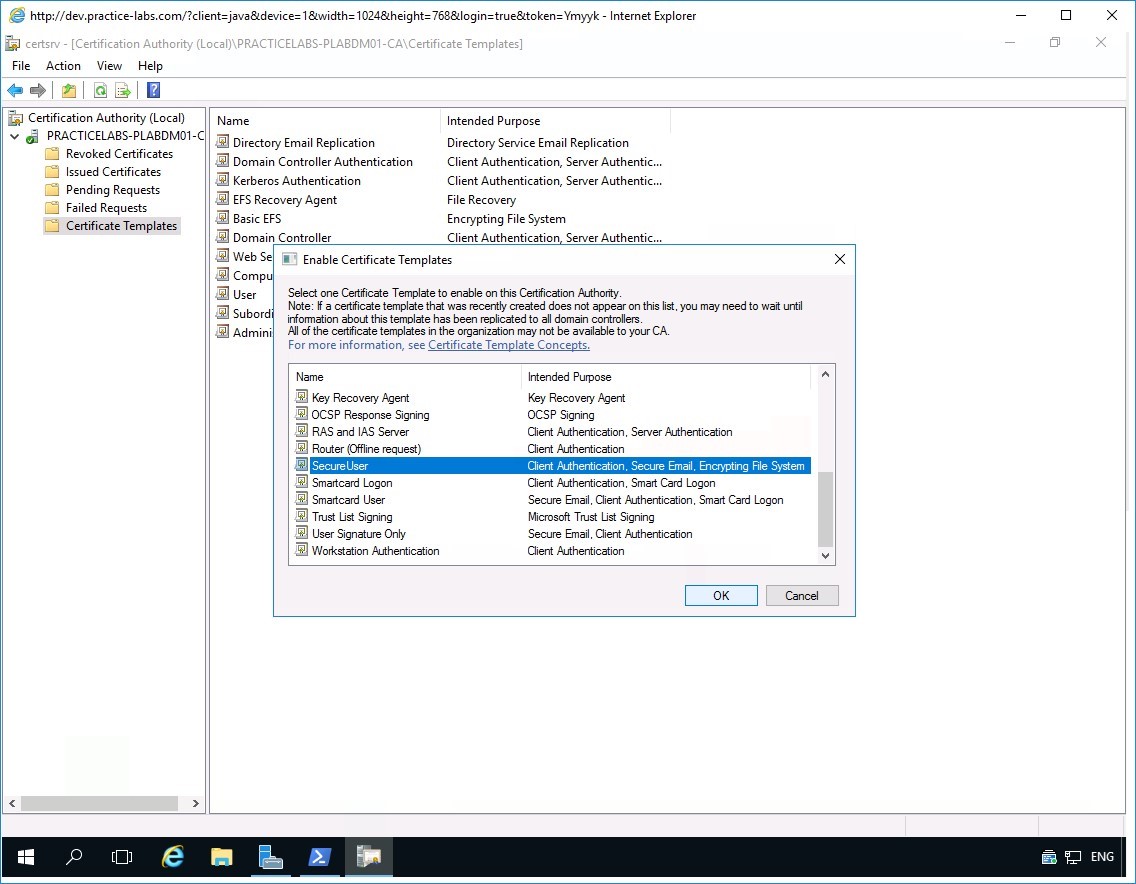 http://dev.practice-labs.com/?client=java&device=1&width=1024&height=768&login=true&token=Ymyyk - Internet Explorer
certsrv - [Certification Authority (Local)\PRACTICELABS-PLABDM01-CA\Certificate Templates]
File Action View Help
Certification Authority (Local)
PRACTICELABS-PLABDM01-C
Revoked Certificates
Issued Certificates
Pending Requests
Failed Requests
Certificate Templates
Name Intended Purpose
Directory Email Replication Directory Service Email Replication
Domain Controller Authentication Client Authentication, Server Authentic...
Kerberos Authentication Client Authentication, Server Authentic...
EFS Recovery Agent File Recovery
Basic EFS Encrypting File System
Domain Controller Client Authentication, Server Authentic...
Web Se
Compu
User
Subordi
Adminis
Enable Certificate Templates
Select one Certificate Template to enable on this Certification Authority.
Note: If a certificate template that was recently created does not appear on this list, you may need to wait until
information about this template has been replicated to all domain controllers.
All of the certificate templates in the organization may not be available to your CA.
For more information, see Certificate Template Concepts.
Name Intended Purpose
Key Recovery Agent Key Recovery Agent
OCSP Response Signing OCSP Signing
RAS and IAS Server Client Authentication, Server Authentication
Router (Offline request) Client Authentication
SecureUser Client Authentication, Secure Email, Encrypting File System
Smartcard Logon Client Authentication, Smart Card Logon
Smartcard User Secure Email, Client Authentication, Smart Card Logon
Trust List Signing Microsoft Trust List Signing
User Signature Only Secure Email, Client Authentication
Workstation Authentication Client Authentication
OK Cancel
ENG